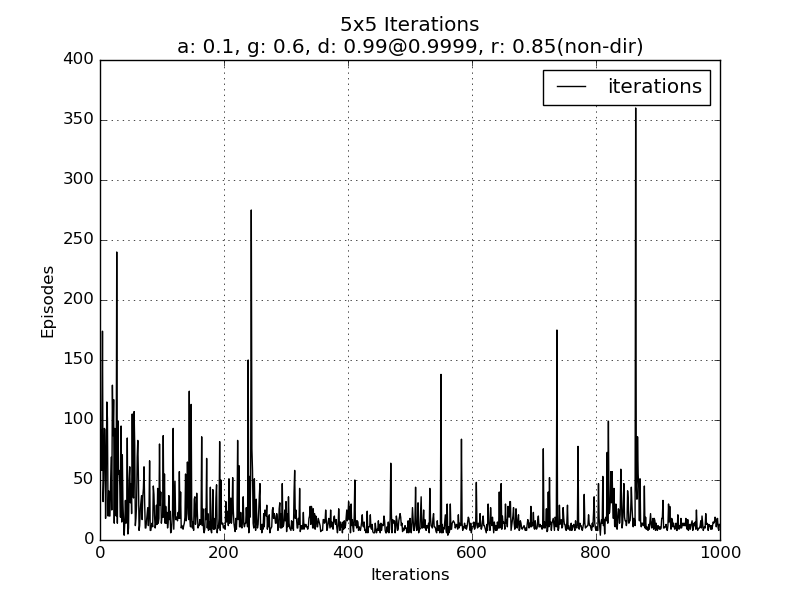 5x5 Iterations
a: 0.1, g: 0.6, d: 0.99@0.9999, r: 0.85(non-dir)
400
350
300
250
200
150
100
50
0
Episodes
iterations
0 200 400 600 800 1000
Iterations